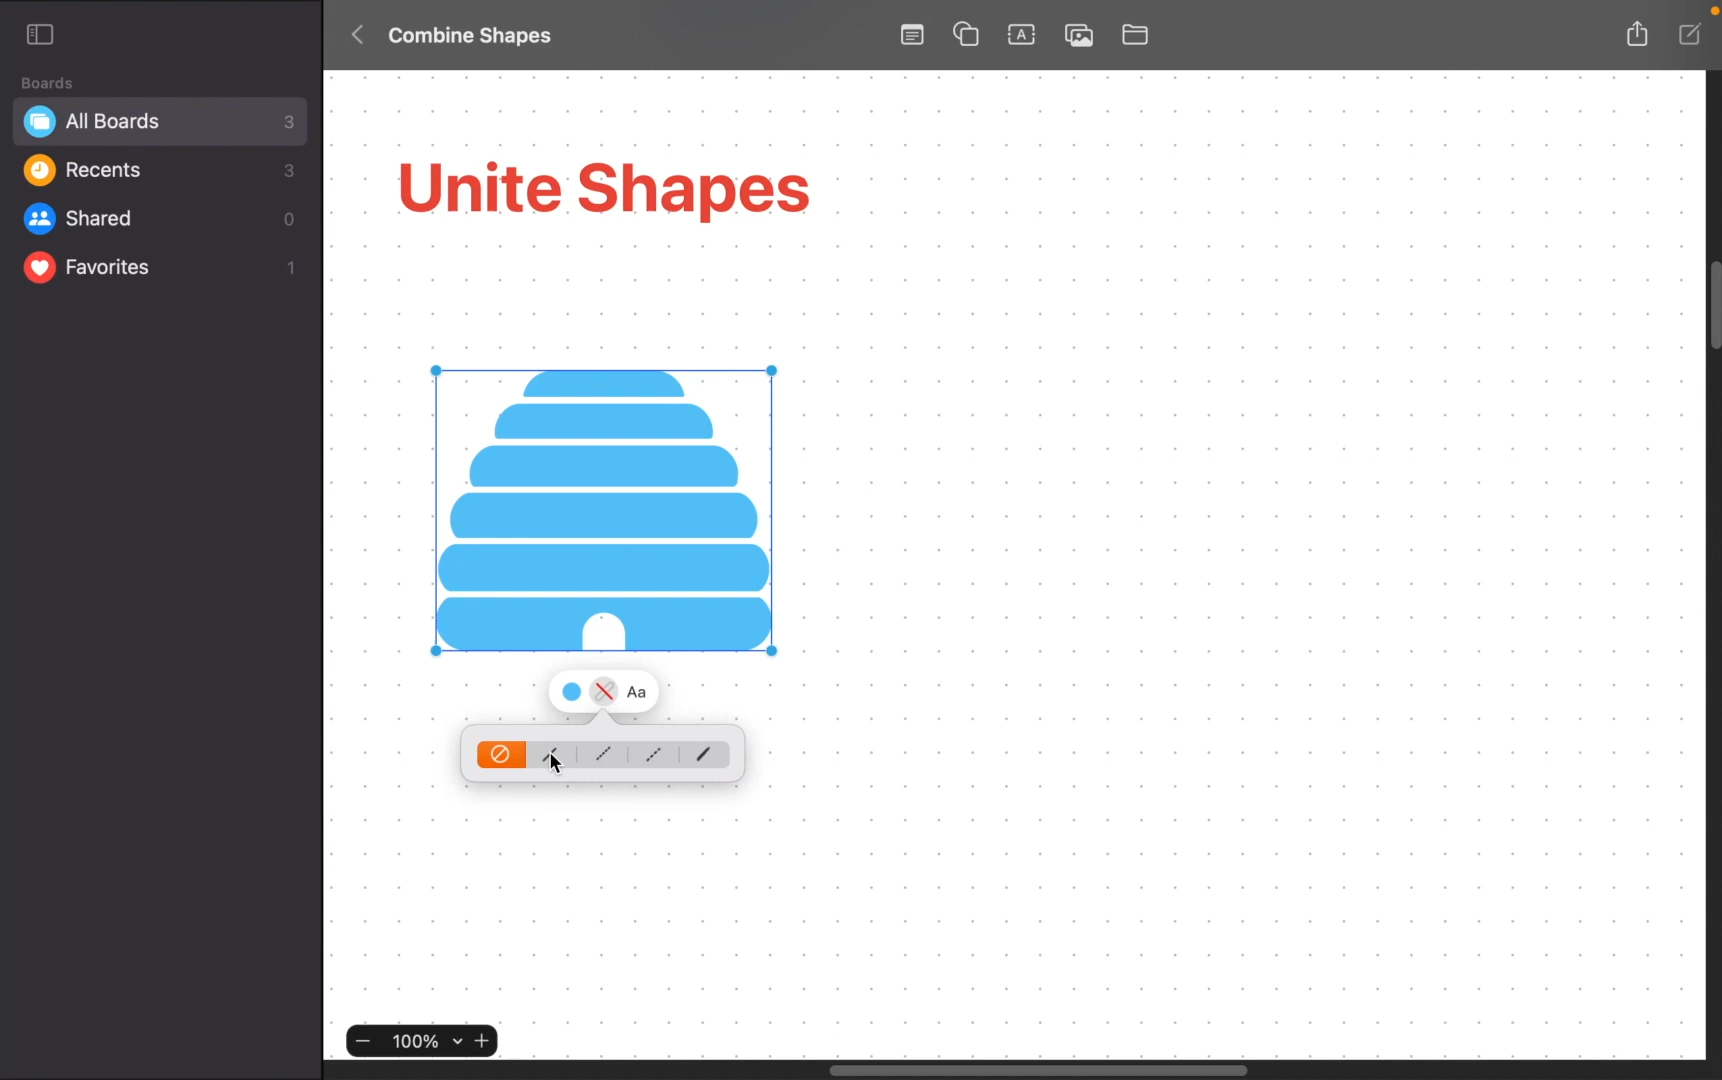 Combine Shapes
Boards
All Boards 3
Recents 3
Shared 0
Favorites 1
A
Unite Shapes
Aa
100%